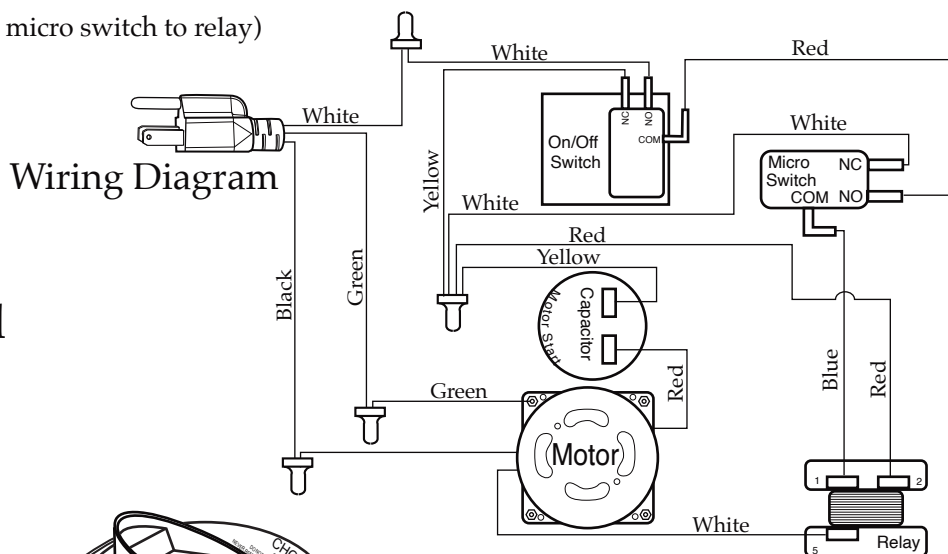 micro switch to relay)
White
Red
White
NC
NO
COM
On/Off
Switch
White
Micro
Switch
NC
COM NO
Wiring Diagram
Yellow
White
Red
Yellow
Black
Green
Capacitor
Motor Start
Blue
Red
Red
Green
Motor
1
2
White
5
Relay